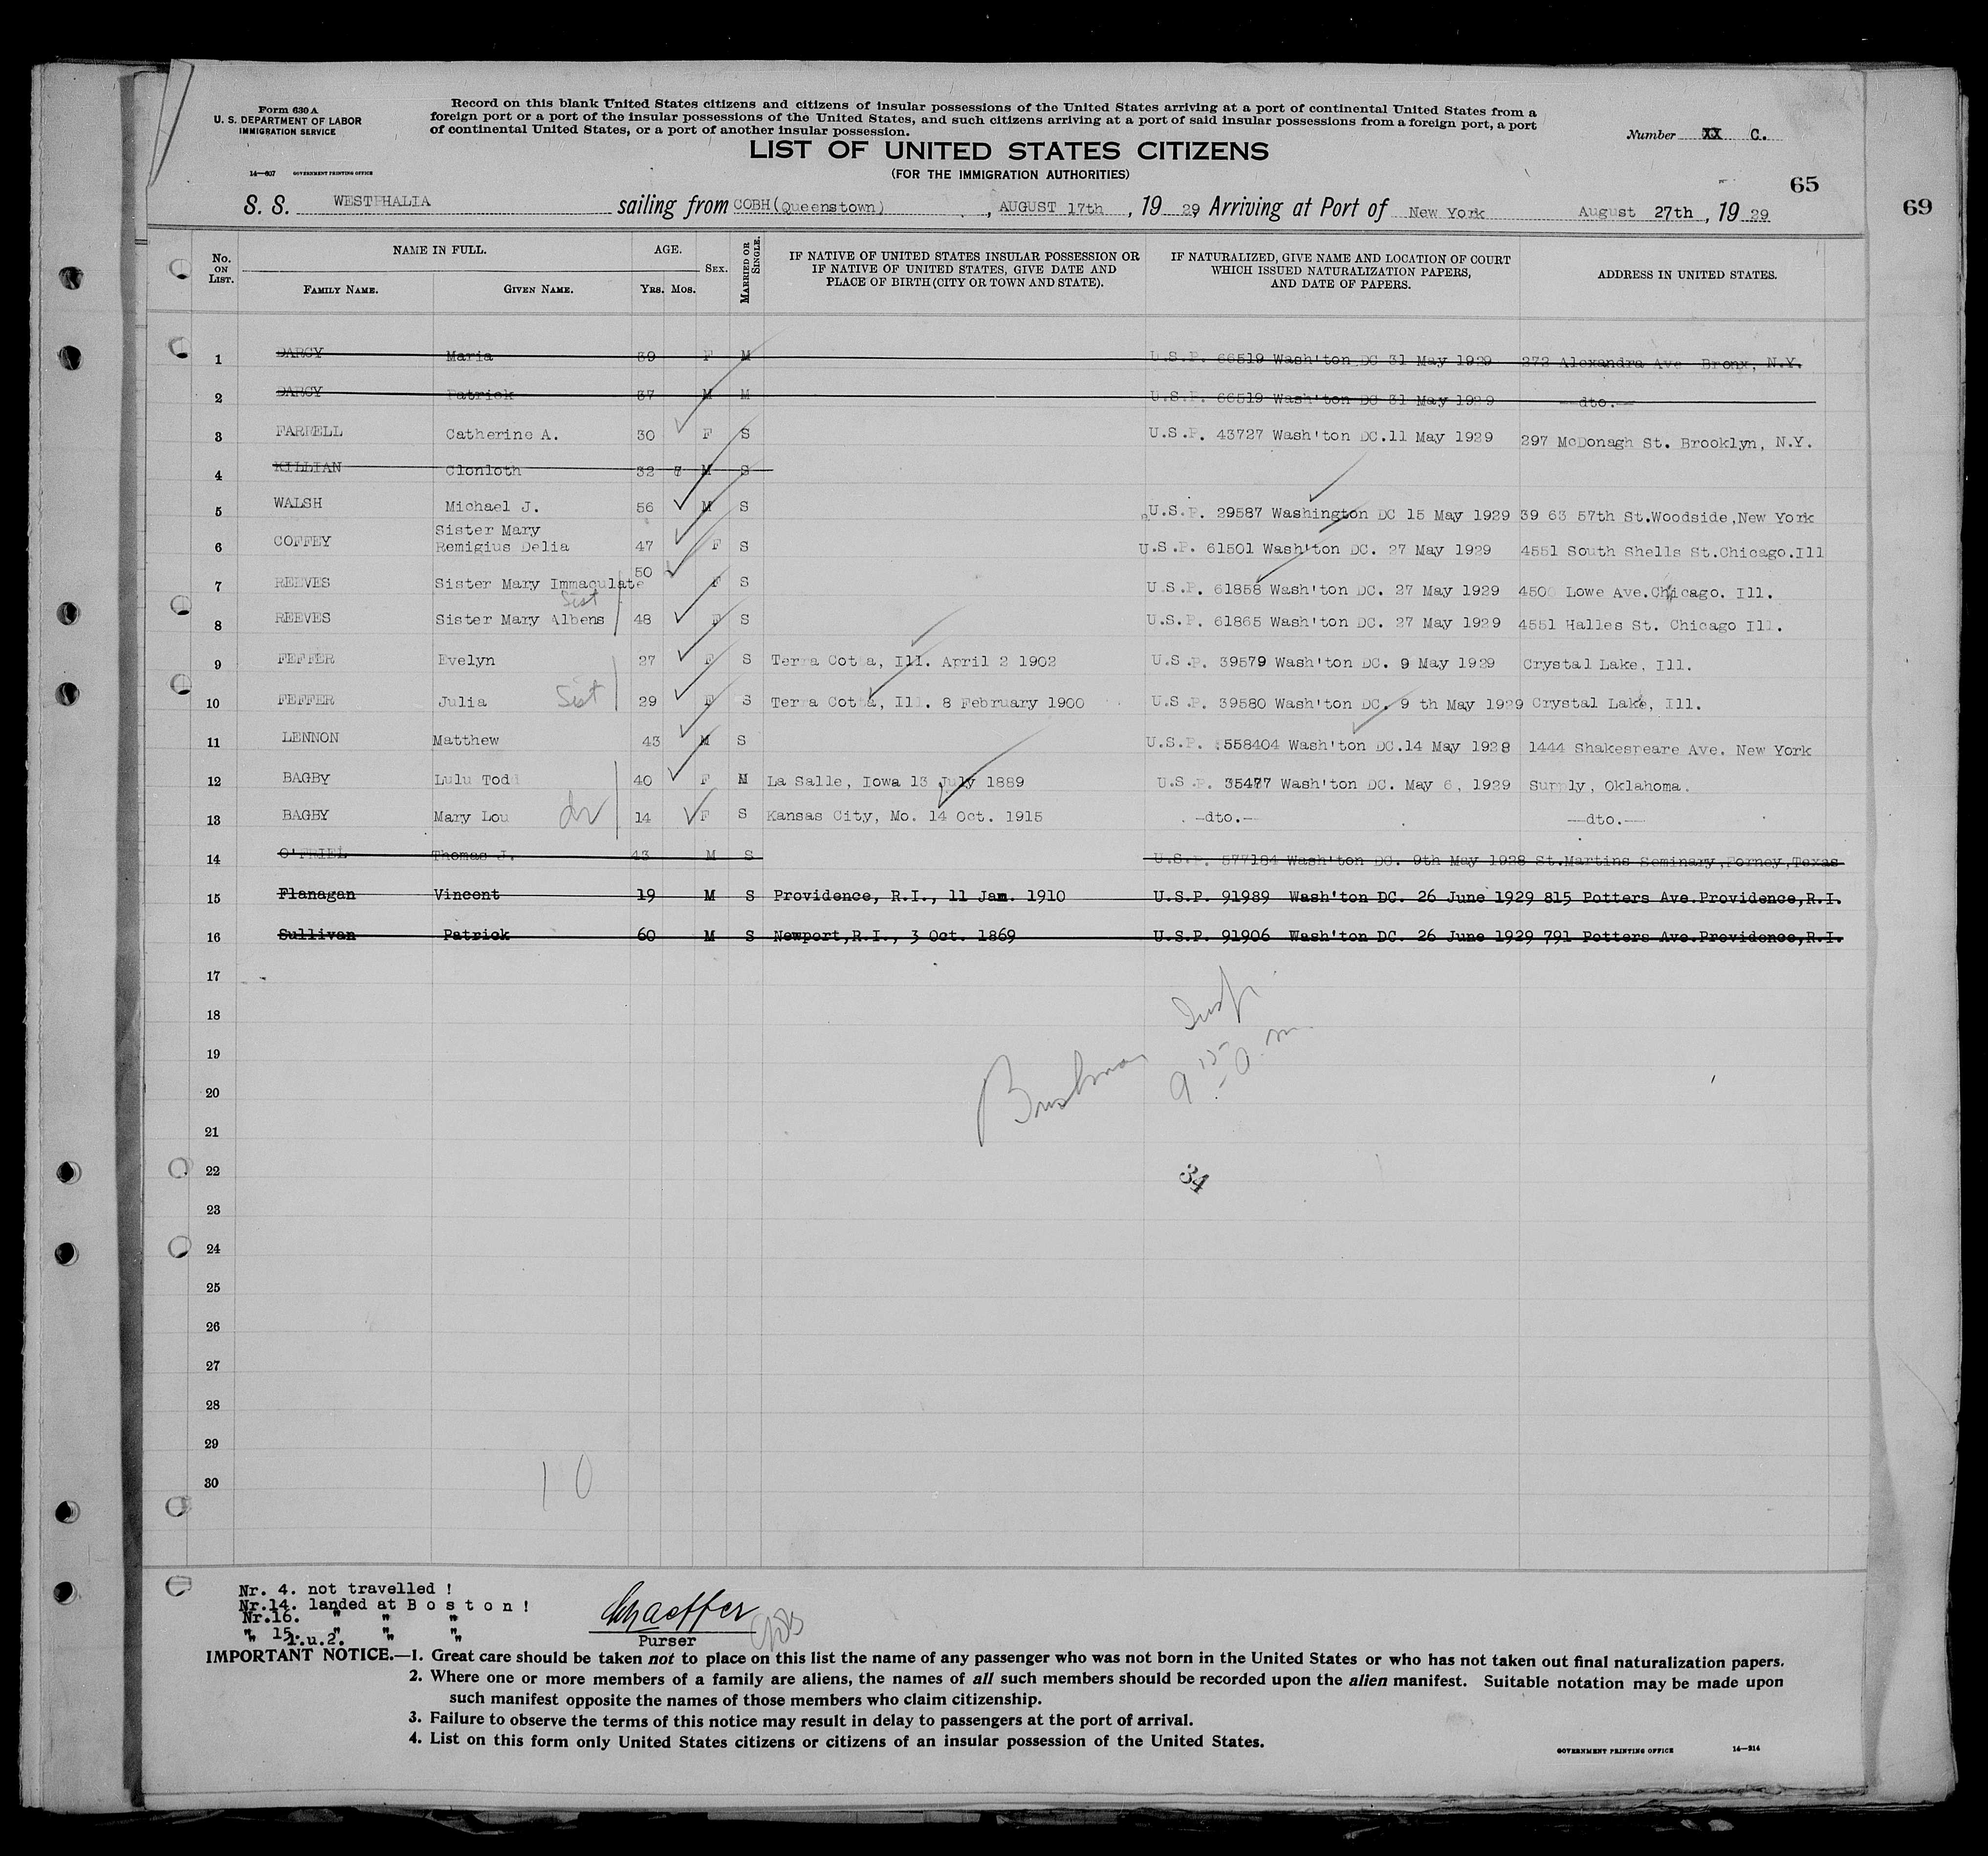 Form 630 A
U. S. DEPARTMENT OF LABOR
IMMIGRATION SERVICE
14—607 GOVERNMENT PRINTING OFFICE
Record on this blank United States citizens and citizens of insular possessions of the United States arriving at a port of continental United States from a
foreign port or a port of the insular possessions of the United States, and such citizens arriving at a port of said insular possessions from a foreign port, a port
of continental United States, or a port of another insular possession.
Number XX C.
LIST OF UNITED STATES CITIZENS
(FOR THE IMMIGRATION AUTHORITIES)
65
69
S. S. WESTPHALIA sailing from COBH(Queenstown) , AUGUST 17th , 19 29, Arriving at Port of New York August 27th , 19 29
No. ON LIST. NAME IN FULL. FAMILY NAME. GIVEN NAME. AGE. YRS. MOS. SEX. MARRIED OR SINGLE. IF NATIVE OF UNITED STATES INSULAR POSSESSION OR IF NATIVE OF UNITED STATES, GIVE DATE AND PLACE OF BIRTH (CITY OR TOWN AND STATE). IF NATURALIZED, GIVE NAME AND LOCATION OF COURT WHICH ISSUED NATURALIZATION PAPERS, AND DATE OF PAPERS. ADDRESS IN UNITED STATES.
1 DARCY Maria 39 F M U.S.P. 66519 Wash'ton DC 31 May 1929 272 Alexandra Ave Bronx, N.Y.
2 DARCY Patrick 37 M M U.S.P. 66519 Wash'ton DC 31 May 1929 —dto.—
3 FARRELL Catherine A. 30 F S U.S.P. 43727 Wash'ton DC.11 May 1929 297 McDonagh St. Brooklyn, N.Y.
4 KILLIAN Clonloth 32 7 M S
5 WALSH Michael J. 56 M S U.S.P. 29587 Washington DC 15 May 1929 39 63 57th St.Woodside,New York
Sister Mary
6 COFFEY Remigius Delia 47 F S U.S.P. 61501 Wash'ton DC. 27 May 1929 4551 South Shells St.Chicago.Ill
7 REEVES Sister Mary Immaculate 50 F S U.S.P. 61858 Wash'ton DC. 27 May 1929 4500 Lowe Ave.Chicago. Ill.
Sist
8 REEVES Sister Mary Albens 48 F S U.S.P. 61865 Wash'ton DC. 27 May 1929 4551 Halles St. Chicago Ill.
9 FEFFER Evelyn 27 F S Terra Cotta, Ill. April 2 1902 U.S.P. 39579 Wash'ton DC. 9 May 1929 Crystal Lake, Ill.
10 FEFFER Julia Sist 29 F S Terra Cotta, Ill. 8 February 1900 U.S.P. 39580 Wash'ton DC. 9 th May 1929 Crystal Lake, Ill.
11 LENNON Matthew 43 M S U.S.P. 558404 Wash'ton DC.14 May 1928 1444 Shakespeare Ave. New York
12 BAGBY Lulu Todd 40 F M La Salle, Iowa 13 July 1889 U.S.P. 35477 Wash'ton DC. May 6, 1929 Supply, Oklahoma.
13 BAGBY Mary Lou 14 F S Kansas City, Mo. 14 Oct. 1915 —dto.— —dto.—
14 O'FRIEL Thomas J. 43 M S U.S.P. 577184 Wash'ton DC. 9th May 1928 St.Martins Seminary,Forney,Texas
15 Flanagan Vincent 19 M S Providence, R.I., 11 Jan. 1910 U.S.P. 91989 Wash'ton DC. 26 June 1929 815 Potters Ave.Providence,R.I.
16 Sullivan Patrick 60 M S Newport,R.I., 3 Oct. 1869 U.S.P. 91906 Wash'ton DC. 26 June 1929 791 Potters Ave.Providence,R.I.
17
18
19
20
21
22
23
24
25
26
27
28
29
30
Insp
9 15 a.m.
34
10
Nr. 4. not travelled !
Nr.14. landed at B o s t o n !
Nr.16. " " "
" 15. " " "
1.u.2.
Schaeffer
Purser
IMPORTANT NOTICE.—1. Great care should be taken not to place on this list the name of any passenger who was not born in the United States or who has not taken out final naturalization papers.
2. Where one or more members of a family are aliens, the names of all such members should be recorded upon the alien manifest. Suitable notation may be made upon
such manifest opposite the names of those members who claim citizenship.
3. Failure to observe the terms of this notice may result in delay to passengers at the port of arrival.
4. List on this form only United States citizens or citizens of an insular possession of the United States.
GOVERNMENT PRINTING OFFICE 14—214